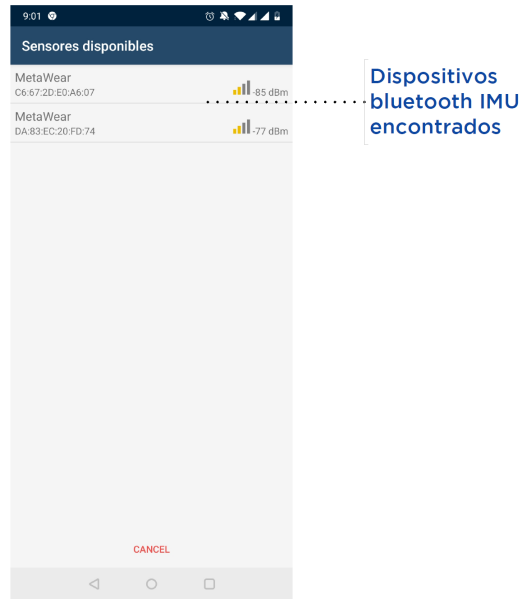 9:01
Sensores disponibles
MetaWear
C6:67:2D:E0:A6:07
-85 dBm
MetaWear
DA:83:EC:20:FD:74
-77 dBm
Dispositivos
bluetooth IMU
encontrados
CANCEL